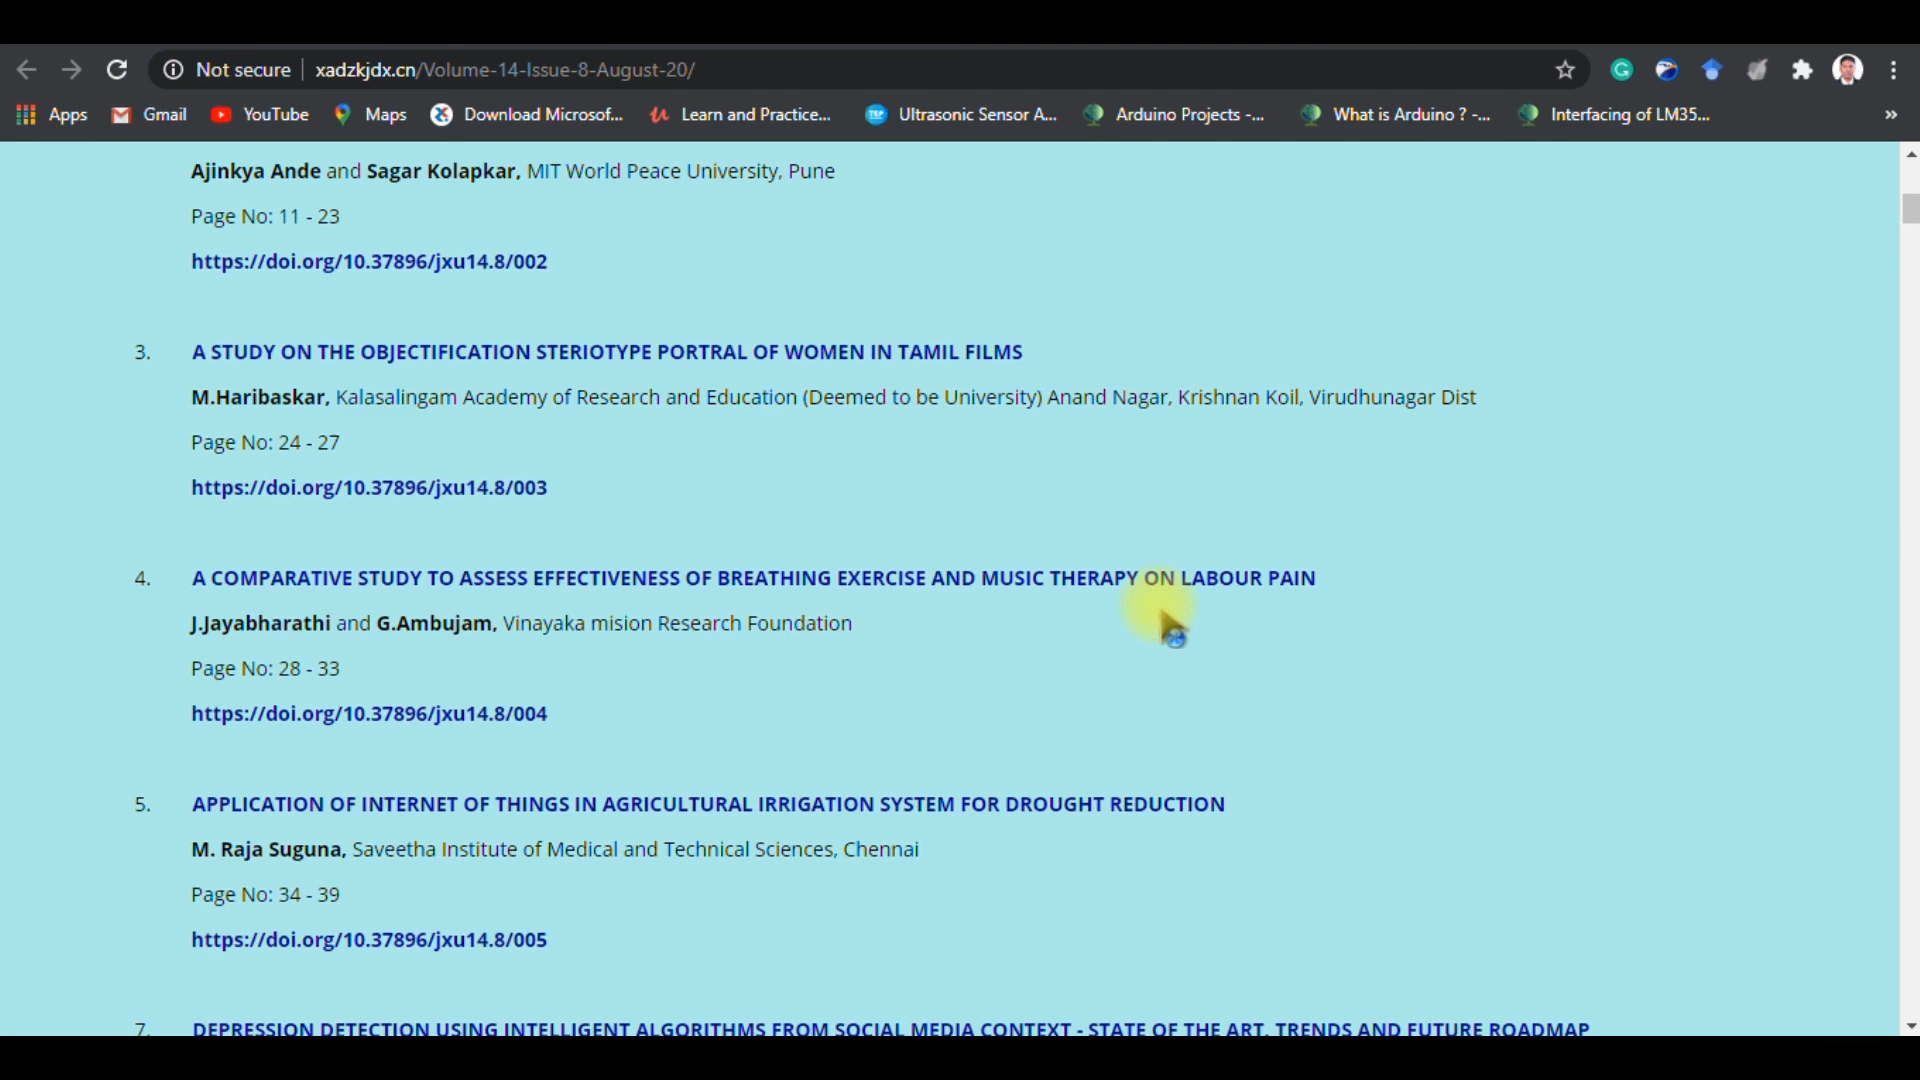 Not secure | xadzkjdx.cn/Volume-14-Issue-8-August-20/
Apps Gmail YouTube Maps Download Microsof... Learn and Practice... Ultrasonic Sensor A... Arduino Projects -... What is Arduino ? -... Interfacing of LM35... »
Ajinkya Ande and Sagar Kolapkar, MIT World Peace University, Pune
Page No: 11 - 23
https://doi.org/10.37896/jxu14.8/002
3. A STUDY ON THE OBJECTIFICATION STERIOTYPE PORTRAL OF WOMEN IN TAMIL FILMS
M.Haribaskar, Kalasalingam Academy of Research and Education (Deemed to be University) Anand Nagar, Krishnan Koil, Virudhunagar Dist
Page No: 24 - 27
https://doi.org/10.37896/jxu14.8/003
4. A COMPARATIVE STUDY TO ASSESS EFFECTIVENESS OF BREATHING EXERCISE AND MUSIC THERAPY ON LABOUR PAIN
J.Jayabharathi and G.Ambujam, Vinayaka mision Research Foundation
Page No: 28 - 33
https://doi.org/10.37896/jxu14.8/004
5. APPLICATION OF INTERNET OF THINGS IN AGRICULTURAL IRRIGATION SYSTEM FOR DROUGHT REDUCTION
M. Raja Suguna, Saveetha Institute of Medical and Technical Sciences, Chennai
Page No: 34 - 39
https://doi.org/10.37896/jxu14.8/005
7. DEPRESSION DETECTION USING INTELLIGENT ALGORITHMS FROM SOCIAL MEDIA CONTEXT - STATE OF THE ART, TRENDS AND FUTURE ROADMAP